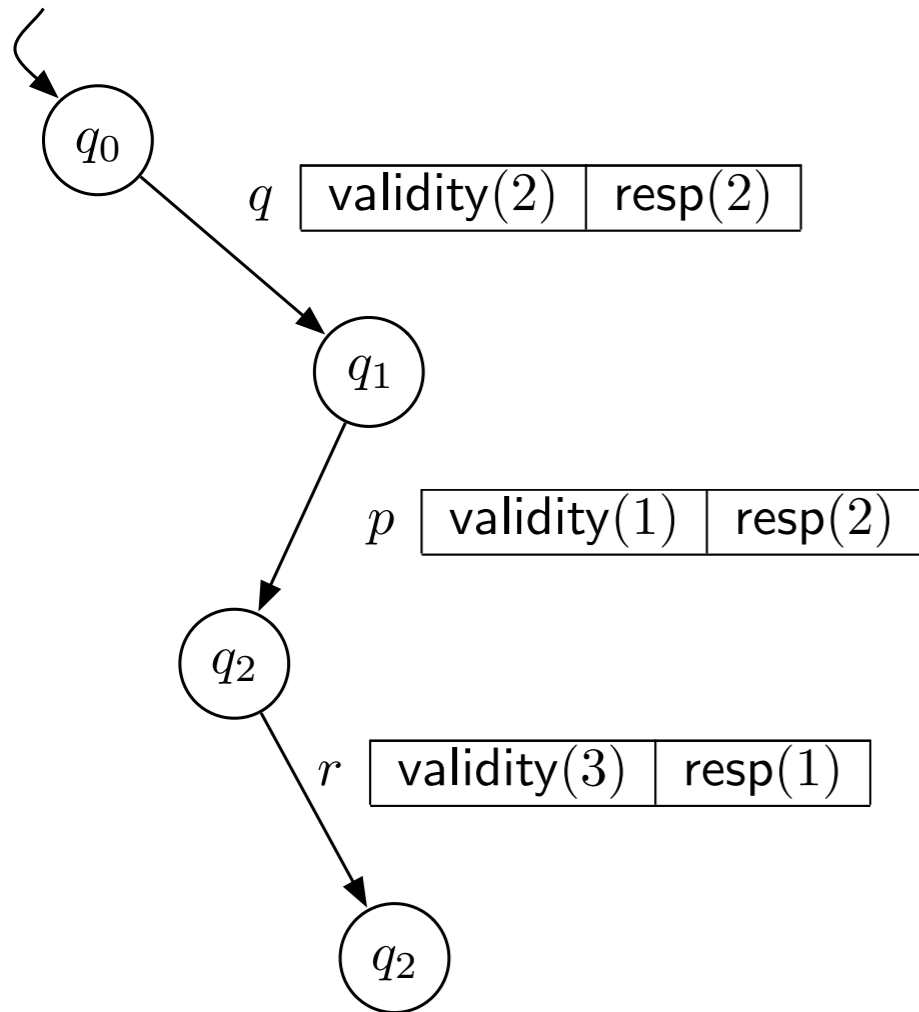 q₀
q validity(2) resp(2)
q₁
p validity(1) resp(2)
q₂
r validity(3) resp(1)
q₂